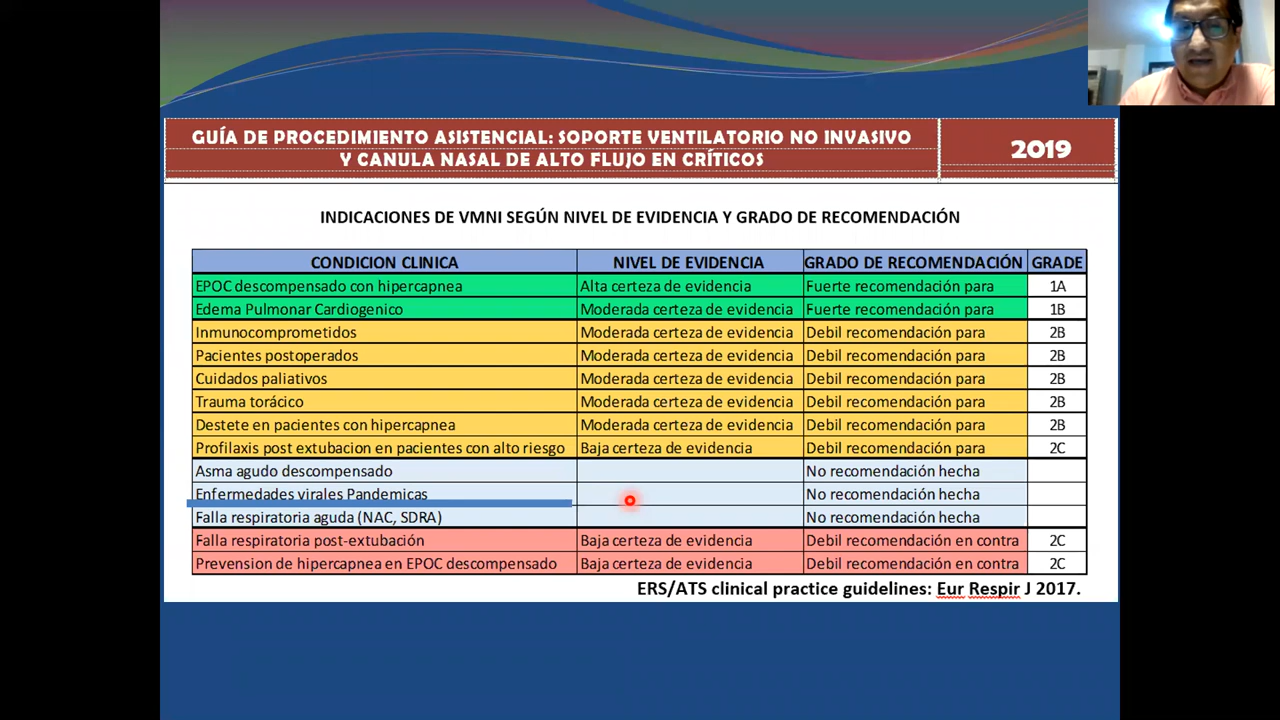 GUÍA DE PROCEDIMIENTO ASISTENCIAL: SOPORTE VENTILATORIO NO INVASIVO
Y CANULA NASAL DE ALTO FLUJO EN CRÍTICOS
2019
INDICACIONES DE VMNI SEGÚN NIVEL DE EVIDENCIA Y GRADO DE RECOMENDACIÓN
CONDICION CLINICA NIVEL DE EVIDENCIA GRADO DE RECOMENDACIÓN GRADE
EPOC descompensado con hipercapnea Alta certeza de evidencia Fuerte recomendación para 1A
Edema Pulmonar Cardiogenico Moderada certeza de evidencia Fuerte recomendación para 1B
Inmunocomprometidos Moderada certeza de evidencia Debil recomendación para 2B
Pacientes postoperados Moderada certeza de evidencia Debil recomendación para 2B
Cuidados paliativos Moderada certeza de evidencia Debil recomendación para 2B
Trauma torácico Moderada certeza de evidencia Debil recomendación para 2B
Destete en pacientes con hipercapnea Moderada certeza de evidencia Debil recomendación para 2B
Profilaxis post extubacion en pacientes con alto riesgo Baja certeza de evidencia Debil recomendación para 2C
Asma agudo descompensado No recomendación hecha
Enfermedades virales Pandemicas No recomendación hecha
Falla respiratoria aguda (NAC, SDRA) No recomendación hecha
Falla respiratoria post-extubación Baja certeza de evidencia Debil recomendación en contra 2C
Prevension de hipercapnea en EPOC descompensado Baja certeza de evidencia Debil recomendación en contra 2C
ERS/ATS clinical practice guidelines: Eur Respir J 2017.